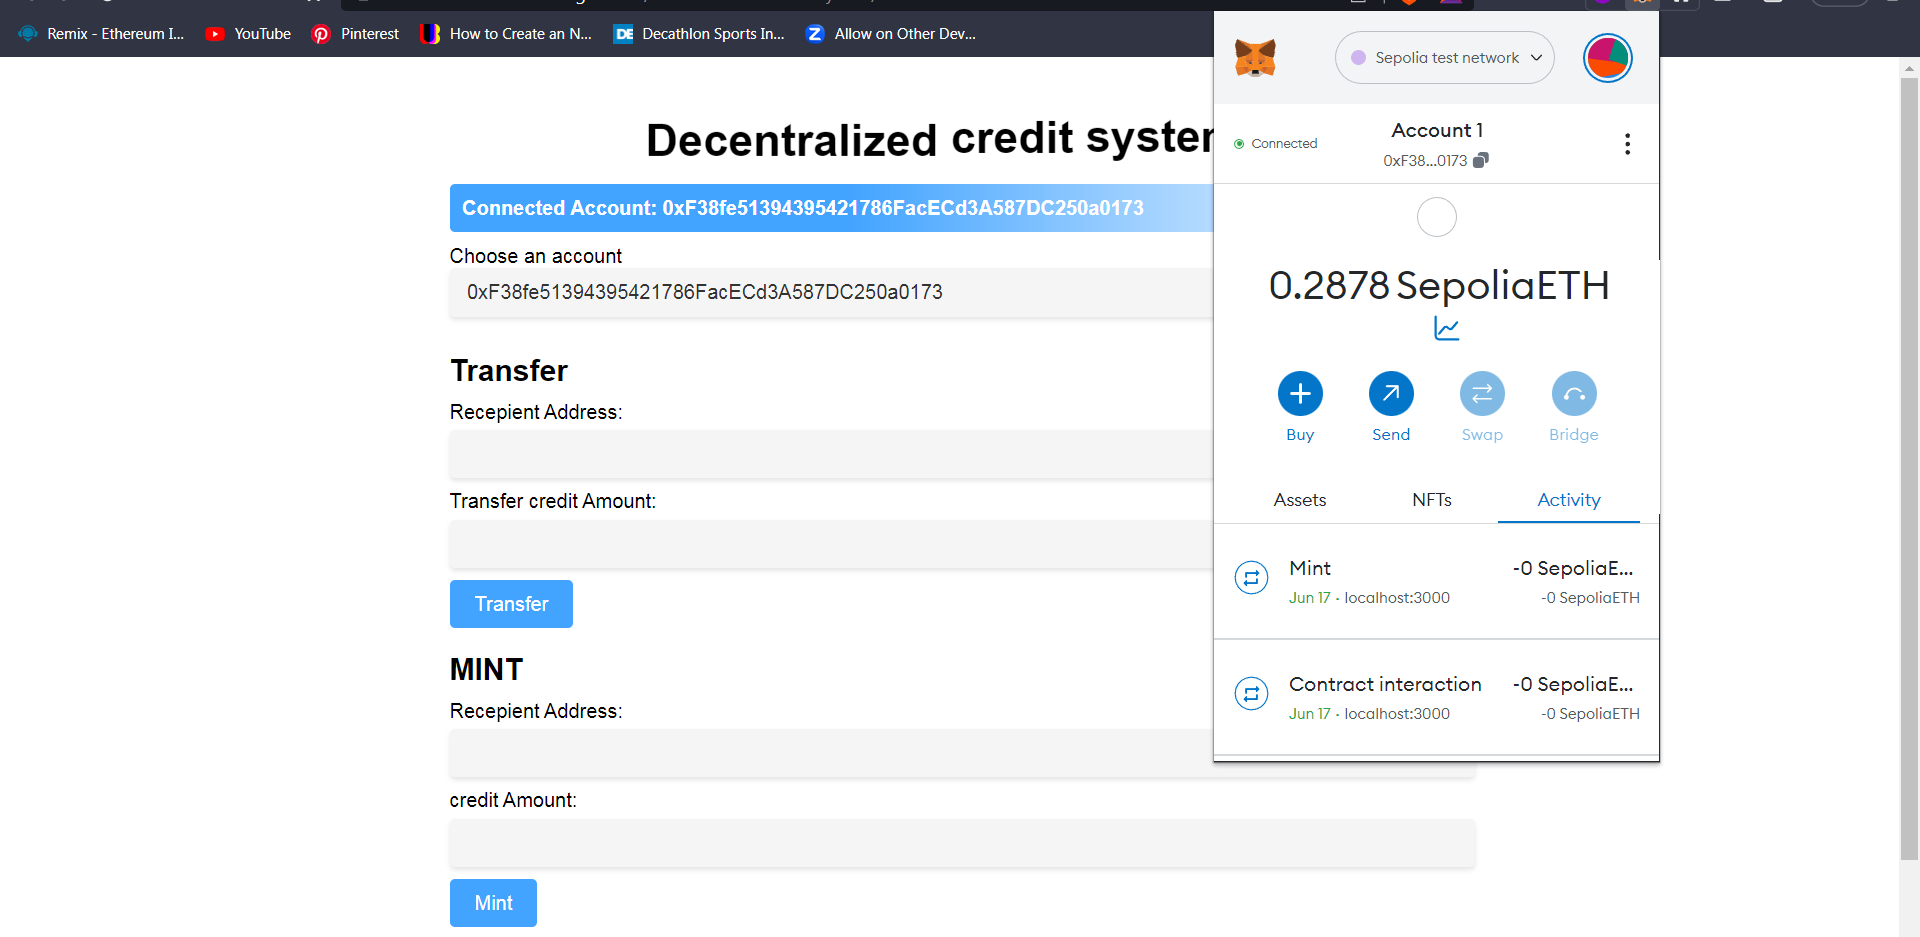 Remix - Ethereum I...
YouTube
Pinterest
How to Create an N...
DE Decathlon Sports In...
Z Allow on Other Dev...
Decentralized credit system
Connected Account: 0xF38fe51394395421786FacECd3A587DC250a0173
Choose an account
0xF38fe51394395421786FacECd3A587DC250a0173
Transfer
Recepient Address:
Transfer credit Amount:
Transfer
MINT
Recepient Address:
credit Amount:
Mint
Sepolia test network
Connected
Account 1
0xF38...0173
0.2878 SepoliaETH
Buy
Send
Swap
Bridge
Assets
NFTs
Activity
Mint
-0 SepoliaE...
Jun 17 · localhost:3000
-0 SepoliaETH
Contract interaction
-0 SepoliaE...
Jun 17 · localhost:3000
-0 SepoliaETH